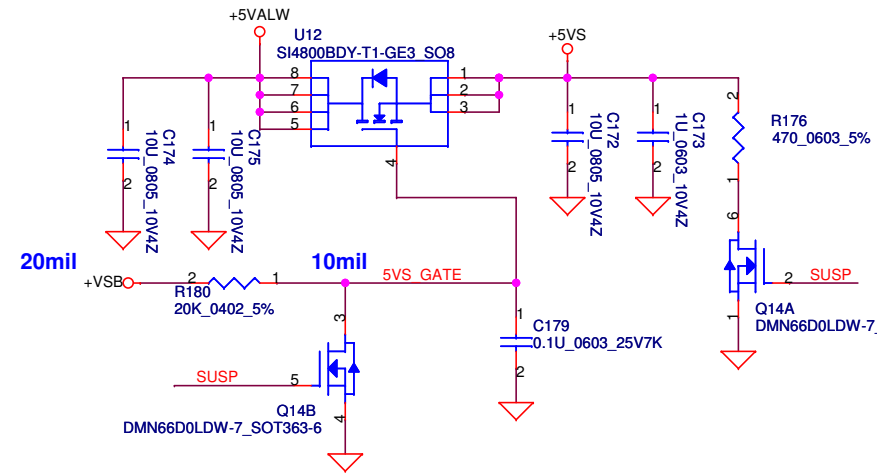 +5VALW
U12
SI4800BDY-T1-GE3_SO8
+5VS
8
7
6
5
1
2
3
4
1
2
C174
10U_0805_10V4Z
1
2
C175
10U_0805_10V4Z
1
2
C172
10U_0805_10V4Z
1
2
C173
1U_0603_10V4Z
2
1
R176
470_0603_5%
6
2
SUSP
1
Q14A
DMN66D0LDW-7_
20mil
+VSB
2
1
R180
20K_0402_5%
10mil
5VS_GATE
3
SUSP
5
4
Q14B
DMN66D0LDW-7_SOT363-6
1
2
C179
0.1U_0603_25V7K